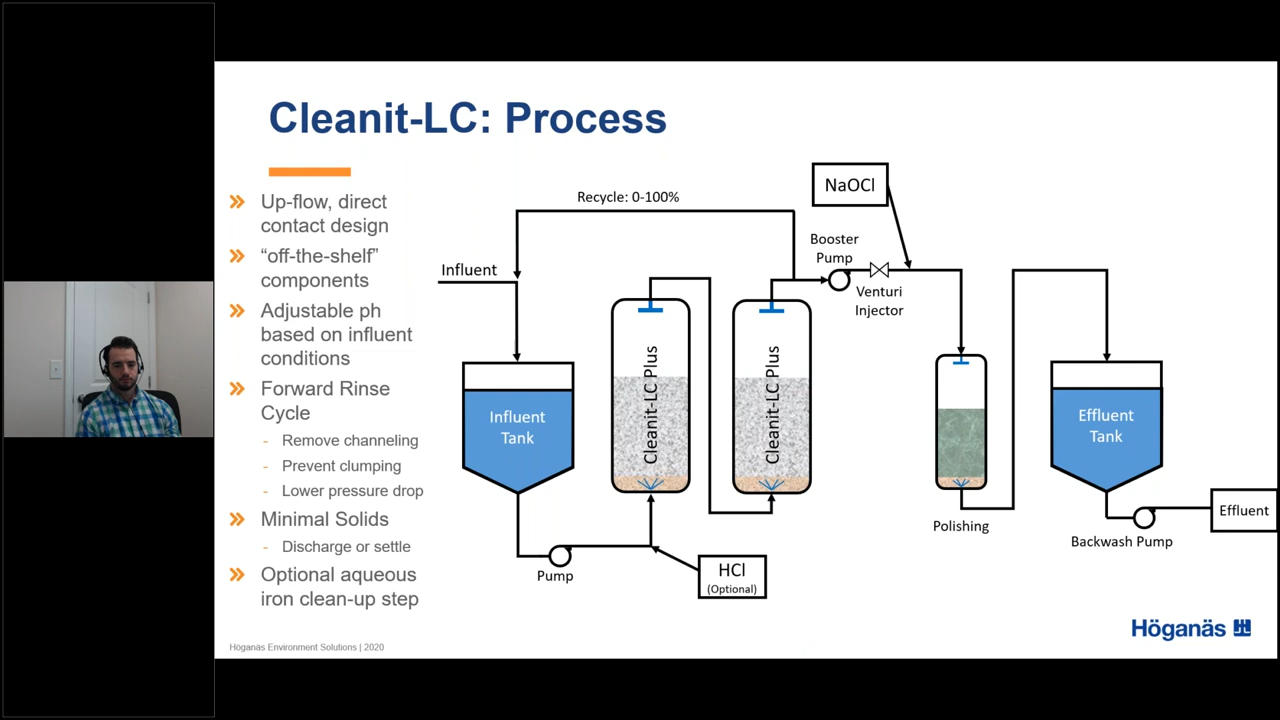 Cleanit-LC: Process
Up-flow, direct
contact design
“off-the-shelf”
components
Adjustable ph
based on influent
conditions
Forward Rinse
Cycle
- Remove channeling
- Prevent clumping
- Lower pressure drop
Minimal Solids
- Discharge or settle
Optional aqueous
iron clean-up step
Recycle: 0-100%
NaOCl
Booster
Pump
Venturi
Injector
Influent
Influent
Tank
Cleanit-LC Plus
Cleanit-LC Plus
Pump
HCl
(Optional)
Polishing
Effluent
Tank
Backwash Pump
Effluent
Höganäs
Höganäs Environment Solutions | 2020